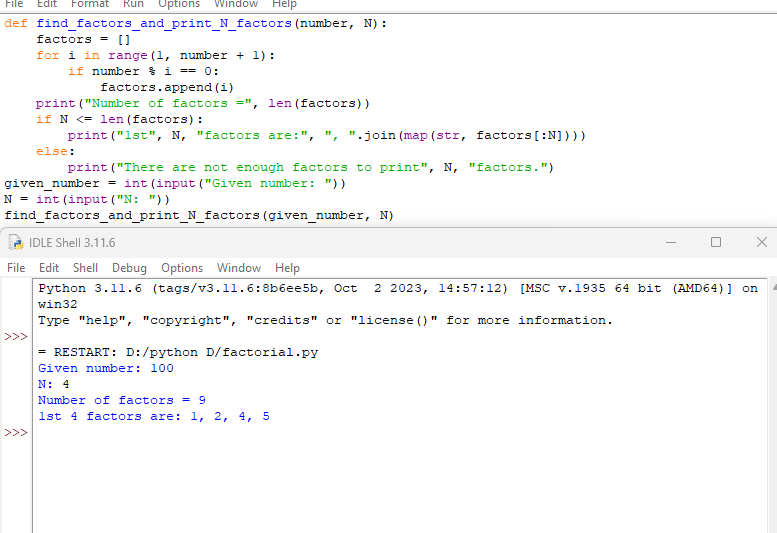 File Edit Format Run Options Window Help
def find_factors_and_print_N_factors(number, N):
    factors = []
    for i in range(1, number + 1):
        if number % i == 0:
            factors.append(i)
    print("Number of factors =", len(factors))
    if N <= len(factors):
        print("1st", N, "factors are:", ", ".join(map(str, factors[:N])))
    else:
        print("There are not enough factors to print", N, "factors.")
given_number = int(input("Given number: "))
N = int(input("N: "))
find_factors_and_print_N_factors(given_number, N)
IDLE Shell 3.11.6
File Edit Shell Debug Options Window Help
Python 3.11.6 (tags/v3.11.6:8b6ee5b, Oct  2 2023, 14:57:12) [MSC v.1935 64 bit (AMD64)] on
win32
Type "help", "copyright", "credits" or "license()" for more information.
>>>
= RESTART: D:/python D/factorial.py
Given number: 100
N: 4
Number of factors = 9
1st 4 factors are: 1, 2, 4, 5
>>>